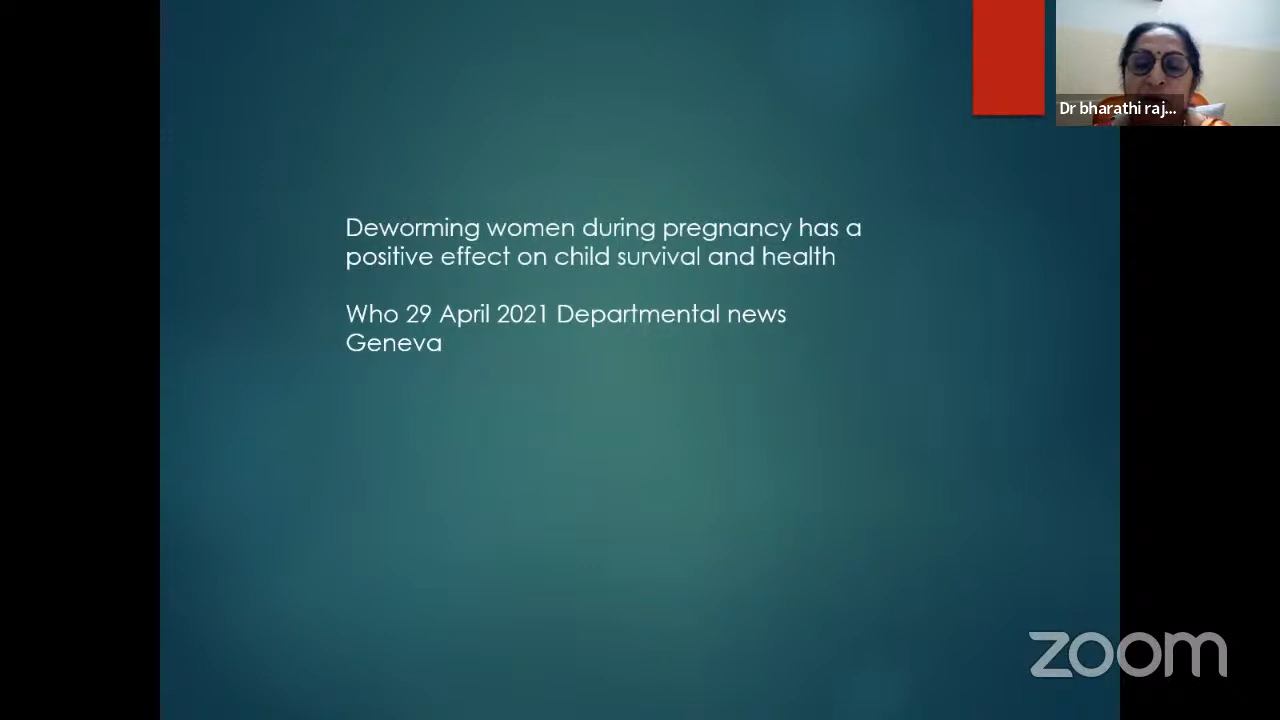 Dr bharathi raj...
Deworming women during pregnancy has a
positive effect on child survival and health
Who 29 April 2021 Departmental news
Geneva
zoom